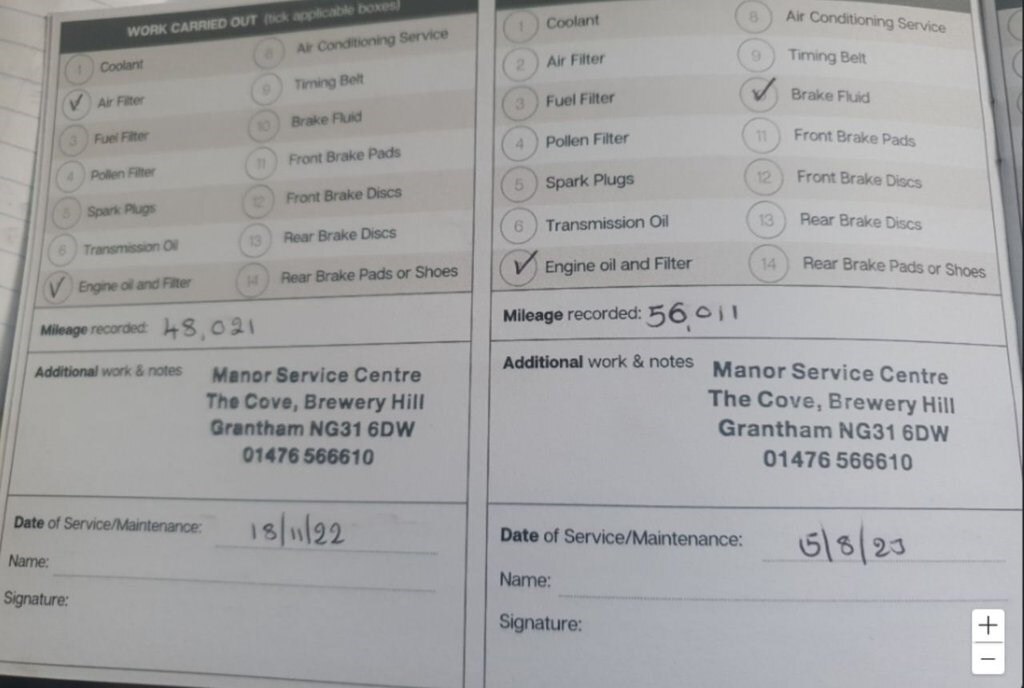 WORK CARRIED OUT (tick applicable boxes)
1 Coolant
✓ Air Filter
3 Fuel Filter
4 Pollen Filter
5 Spark Plugs
6 Transmission Oil
✓ Engine oil and Filter
8 Air Conditioning Service
9 Timing Belt
10 Brake Fluid
11 Front Brake Pads
12 Front Brake Discs
13 Rear Brake Discs
14 Rear Brake Pads or Shoes
Mileage recorded: 48,021
Additional work & notes
Manor Service Centre
The Cove, Brewery Hill
Grantham NG31 6DW
01476 566610
Date of Service/Maintenance: 18/11/22
Name:
Signature:
1 Coolant
2 Air Filter
3 Fuel Filter
4 Pollen Filter
5 Spark Plugs
6 Transmission Oil
✓ Engine oil and Filter
8 Air Conditioning Service
9 Timing Belt
✓ Brake Fluid
11 Front Brake Pads
12 Front Brake Discs
13 Rear Brake Discs
14 Rear Brake Pads or Shoes
Mileage recorded: 56,011
Additional work & notes
Manor Service Centre
The Cove, Brewery Hill
Grantham NG31 6DW
01476 566610
Date of Service/Maintenance: 15/8/23
Name:
Signature:
+
−